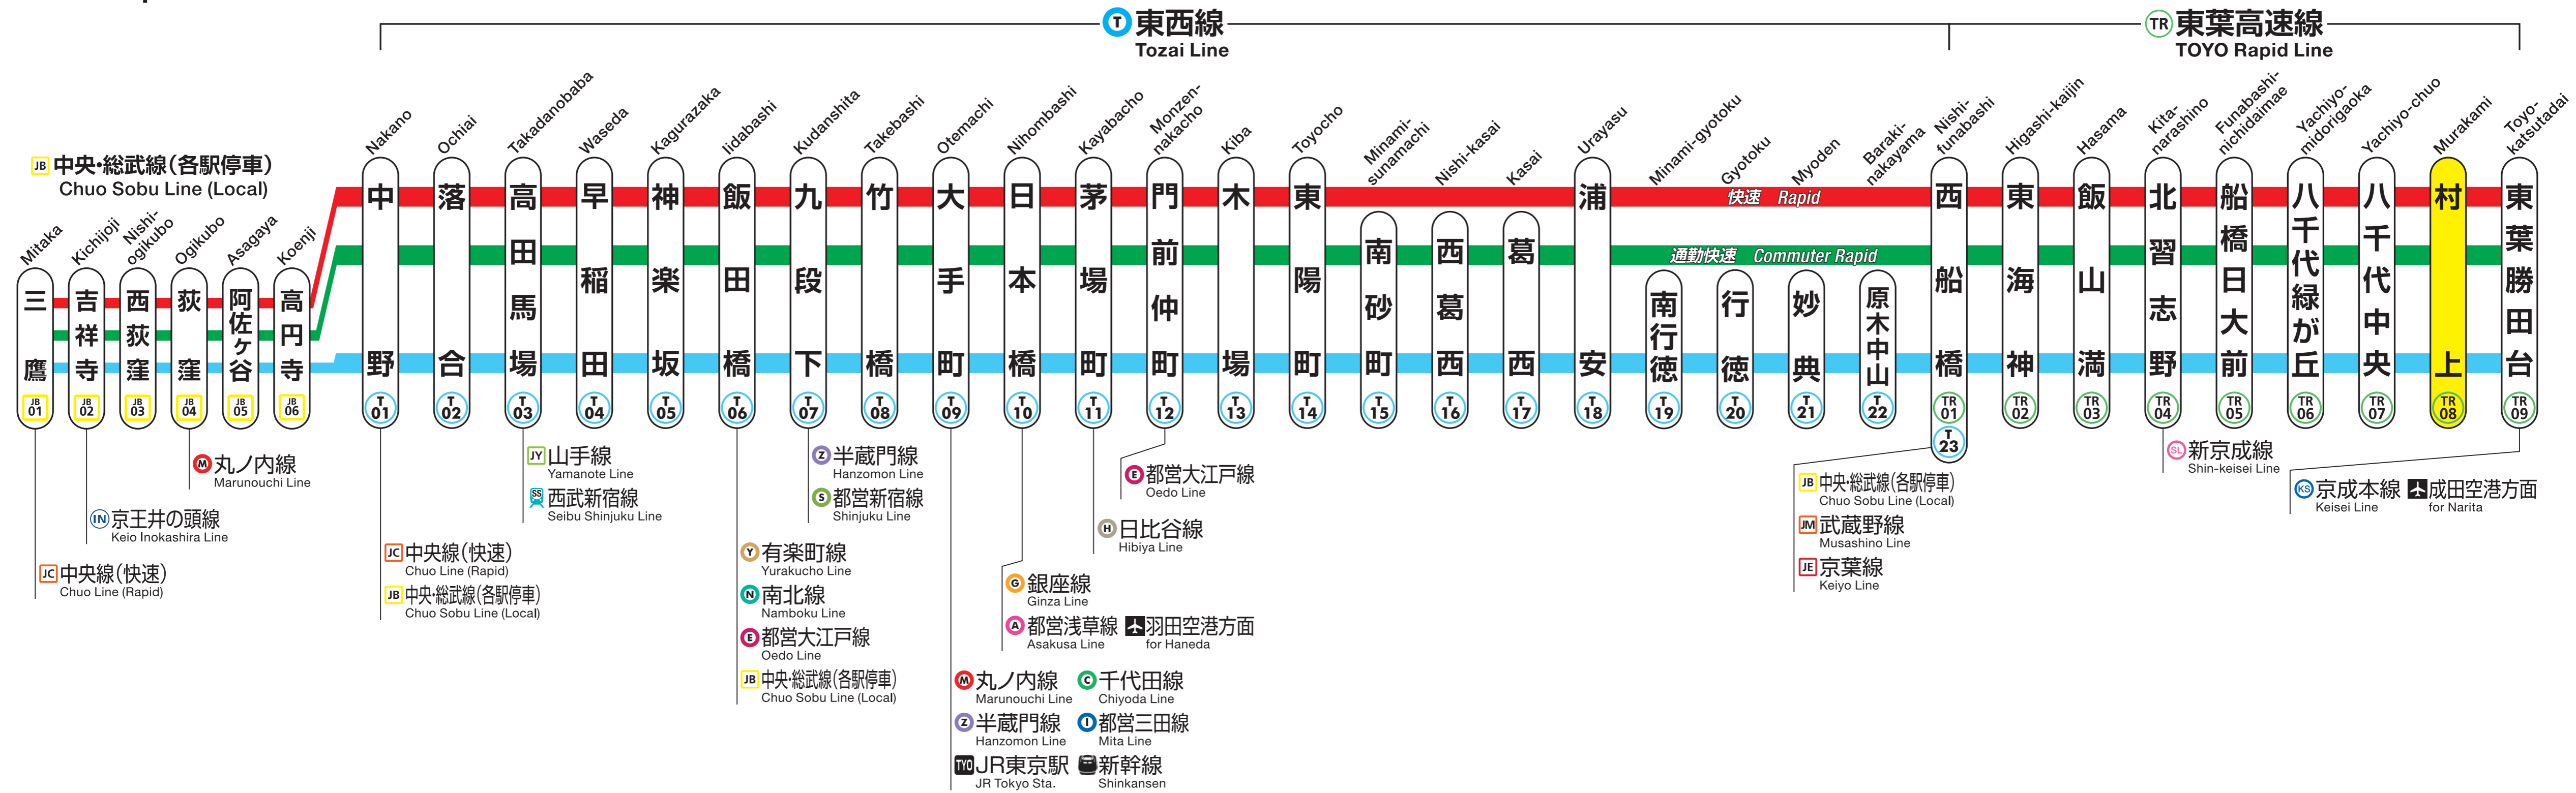 T 東西線
Tozai Line
TR 東葉高速線
TOYO Rapid Line
JB 中央・総武線(各駅停車)
Chuo Sobu Line (Local)
快速 Rapid
通勤快速 Commuter Rapid
Mitaka
三鷹
JB 01
Kichijoji
吉祥寺
JB 02
Nishi-
ogikubo
西荻窪
JB 03
Ogikubo
荻窪
JB 04
Asagaya
阿佐ヶ谷
JB 05
Koenji
高円寺
JB 06
Nakano
中野
T 01
Ochiai
落合
T 02
Takadanobaba
高田馬場
T 03
Waseda
早稲田
T 04
Kagurazaka
神楽坂
T 05
Iidabashi
飯田橋
T 06
Kudanshita
九段下
T 07
Takebashi
竹橋
T 08
Otemachi
大手町
T 09
Nihombashi
日本橋
T 10
Kayabacho
茅場町
T 11
Monzen-
nakacho
門前仲町
T 12
Kiba
木場
T 13
Toyocho
東陽町
T 14
Minami-
sunamachi
南砂町
T 15
Nishi-kasai
西葛西
T 16
Kasai
葛西
T 17
Urayasu
浦安
T 18
Minami-gyotoku
南行徳
T 19
Gyotoku
行徳
T 20
Myoden
妙典
T 21
Baraki-
nakayama
原木中山
T 22
Nishi-
funabashi
西船橋
TR 01
T 23
Higashi-kaijin
東海神
TR 02
Hasama
飯山満
TR 03
Kita-
narashino
北習志野
TR 04
Funabashi-
nichidaimae
船橋日大前
TR 05
Yachiyo-
midorigaoka
八千代緑が丘
TR 06
Yachiyo-chuo
八千代中央
TR 07
Murakami
村上
TR 08
Toyo-
katsutadai
東葉勝田台
TR 09
JC 中央線(快速)
Chuo Line (Rapid)
IN 京王井の頭線
Keio Inokashira Line
M 丸ノ内線
Marunouchi Line
JC 中央線(快速)
Chuo Line (Rapid)
JB 中央・総武線(各駅停車)
Chuo Sobu Line (Local)
JY 山手線
Yamanote Line
SS 西武新宿線
Seibu Shinjuku Line
Y 有楽町線
Yurakucho Line
N 南北線
Namboku Line
E 都営大江戸線
Oedo Line
JB 中央・総武線(各駅停車)
Chuo Sobu Line (Local)
Z 半蔵門線
Hanzomon Line
S 都営新宿線
Shinjuku Line
M 丸ノ内線 C 千代田線
Marunouchi Line Chiyoda Line
Z 半蔵門線 I 都営三田線
Hanzomon Line Mita Line
TYO JR東京駅 新幹線
JR Tokyo Sta. Shinkansen
G 銀座線
Ginza Line
A 都営浅草線 羽田空港方面
Asakusa Line for Haneda
H 日比谷線
Hibiya Line
E 都営大江戸線
Oedo Line
JB 中央・総武線(各駅停車)
Chuo Sobu Line (Local)
JM 武蔵野線
Musashino Line
JE 京葉線
Keiyo Line
SL 新京成線
Shin-keisei Line
KS 京成本線 成田空港方面
Keisei Line for Narita